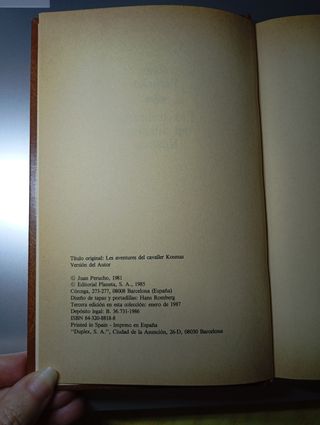 Título original: Les aventures del cavaller Kosmas
Versión del Autor
© Juan Perucho, 1981
© Editorial Planeta, S. A., 1985
Córcega, 273-277, 08008 Barcelona (España)
Diseño de tapas y portadillas: Hans Romberg
Tercera edición en esta colección: enero de 1987
Depósito legal: B. 36.731-1986
ISBN 84-320-8818-8
Printed in Spain - Impreso en España
"Duplex, S. A.", Ciudad de la Asunción, 26-D, 08030 Barcelona